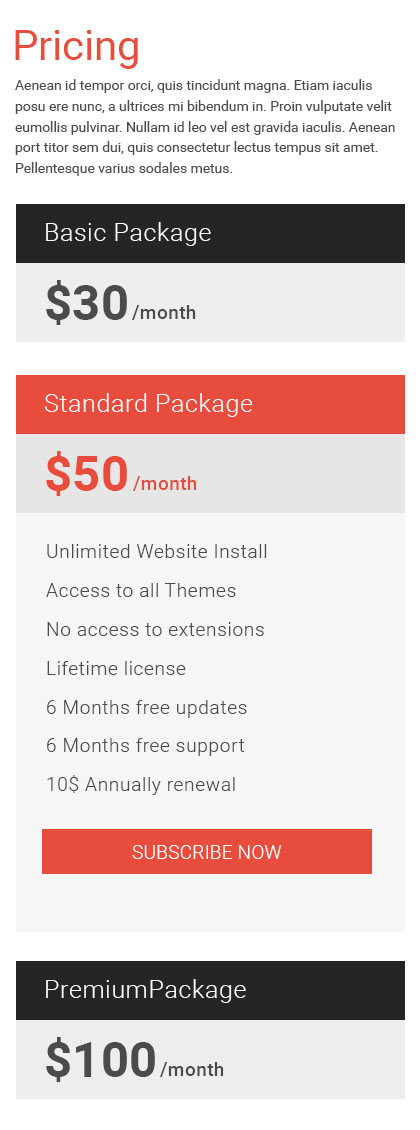 Pricing
Aenean id tempor orci, quis tincidunt magna. Etiam iaculis
posu ere nunc, a ultrices mi bibendum in. Proin vulputate velit
eumollis pulvinar. Nullam id leo vel est gravida iaculis. Aenean
port titor sem dui, quis consectetur lectus tempus sit amet.
Pellentesque varius sodales metus.
Basic Package
$30 /month
Standard Package
$50 /month
Unlimited Website Install
Access to all Themes
No access to extensions
Lifetime license
6 Months free updates
6 Months free support
10$ Annually renewal
SUBSCRIBE NOW
PremiumPackage
$100 /month